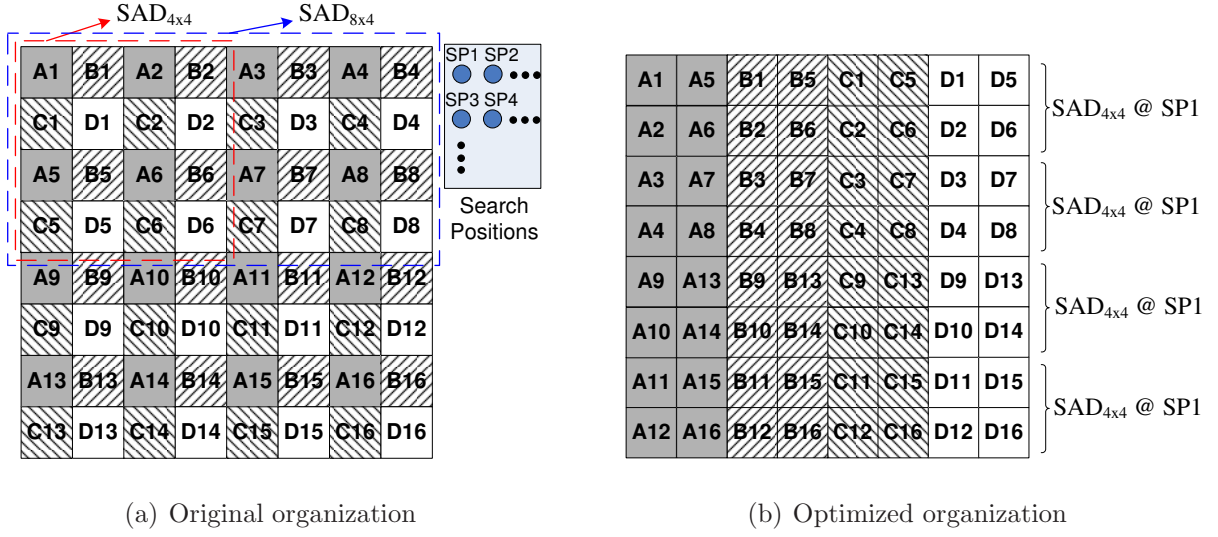 SAD4x4 SAD8x4
A1 B1 A2 B2 A3 B3 A4 B4
C1 D1 C2 D2 C3 D3 C4 D4
A5 B5 A6 B6 A7 B7 A8 B8
C5 D5 C6 D6 C7 D7 C8 D8
A9 B9 A10 B10 A11 B11 A12 B12
C9 D9 C10 D10 C11 D11 C12 D12
A13 B13 A14 B14 A15 B15 A16 B16
C13 D13 C14 D14 C15 D15 C16 D16
SP1 SP2
SP3 SP4
Search
Positions
(a) Original organization
A1 A5 B1 B5 C1 C5 D1 D5
A2 A6 B2 B6 C2 C6 D2 D6
A3 A7 B3 B7 C3 C7 D3 D7
A4 A8 B4 B8 C4 C8 D4 D8
A9 A13 B9 B13 C9 C13 D9 D13
A10 A14 B10 B14 C10 C14 D10 D14
A11 A15 B11 B15 C11 C15 D11 D15
A12 A16 B12 B16 C12 C16 D12 D16
SAD4x4 @ SP1
SAD4x4 @ SP1
SAD4x4 @ SP1
SAD4x4 @ SP1
(b) Optimized organization